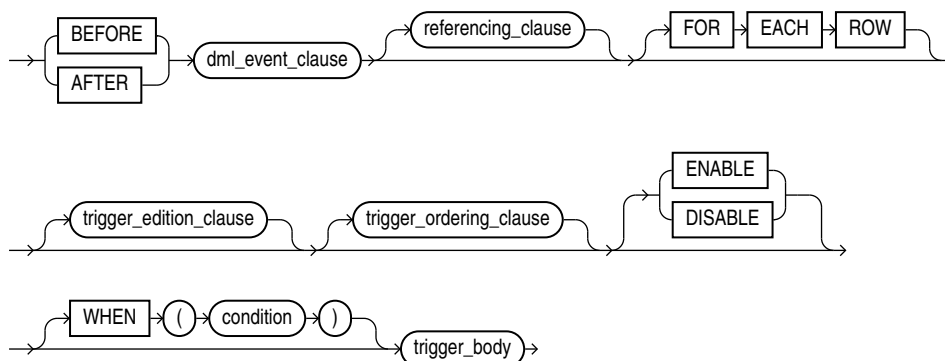 BEFORE
AFTER
dml_event_clause
referencing_clause
FOR EACH ROW
trigger_edition_clause
trigger_ordering_clause
ENABLE
DISABLE
WHEN ( condition )
trigger_body